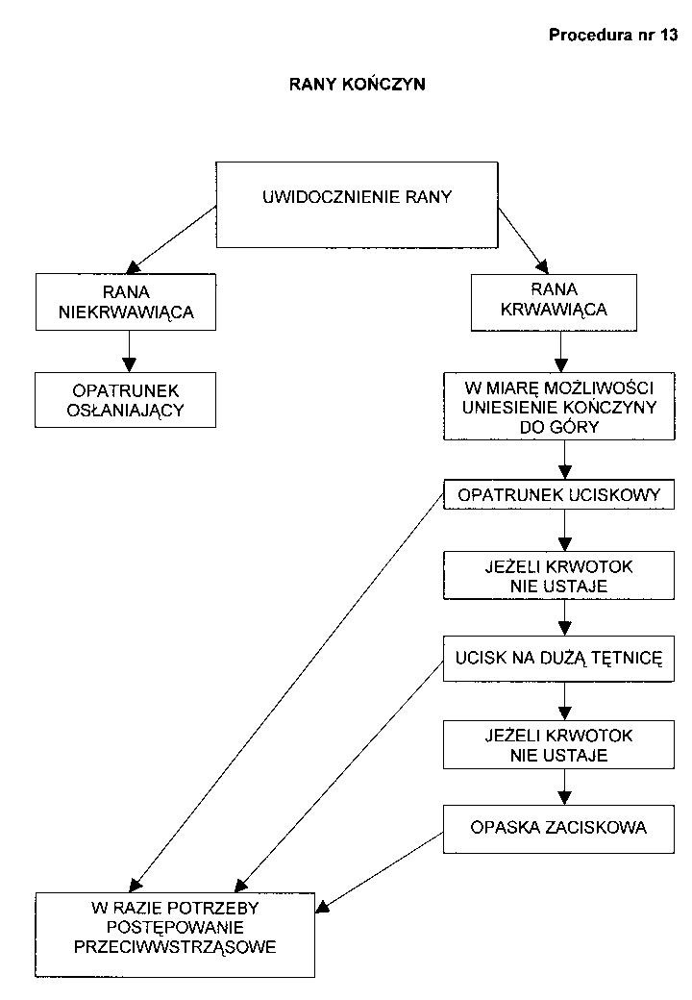 Procedura nr 13
RANY KOŃCZYN
UWIDOCZNIENIE RANY
RANA
NIEKRWAWIĄCA
RANA
KRWAWIĄCA
OPATRUNEK
OSŁANIAJĄCY
W MIARĘ MOŻLIWOŚCI
UNIESIENIE KOŃCZYNY
DO GÓRY
OPATRUNEK UCISKOWY
JEŻELI KRWOTOK
NIE USTAJE
UCISK NA DUŻĄ TĘTNICĘ
JEŻELI KRWOTOK
NIE USTAJE
OPASKA ZACISKOWA
W RAZIE POTRZEBY
POSTĘPOWANIE
PRZECIWWSTRZĄSOWE